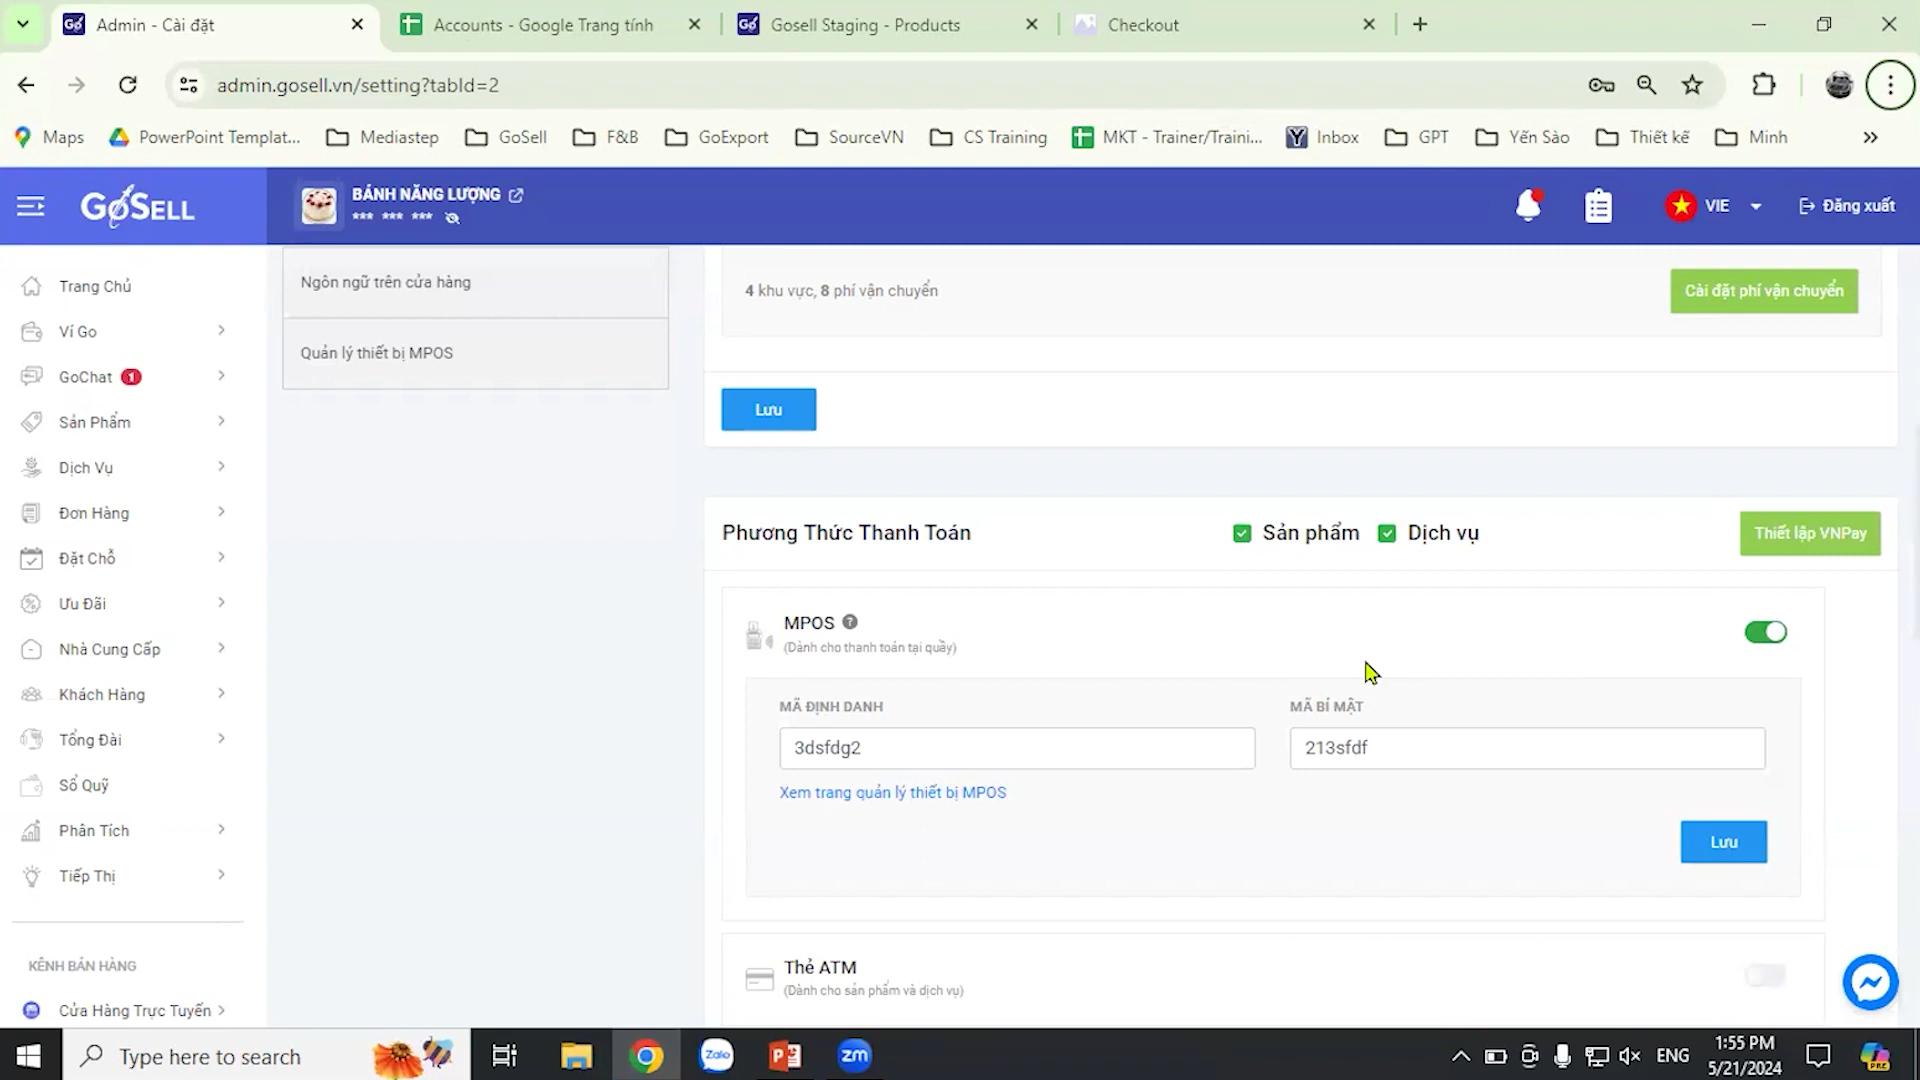 Admin - Cài đặt
Accounts - Google Trang tính
Gosell Staging - Products
Checkout
admin.gosell.vn/setting?tabId=2
Maps
PowerPoint Templat...
Mediastep
GoSell
F&B
GoExport
SourceVN
CS Training
MKT - Trainer/Traini...
Inbox
GPT
Yến Sào
Thiết kế
Minh
GoSELL
BÁNH NĂNG LƯỢNG
*** *** ***
VIE
Đăng xuất
Trang Chủ
Ví Go
GoChat 1
Sản Phẩm
Dịch Vụ
Đơn Hàng
Đặt Chỗ
Ưu Đãi
Nhà Cung Cấp
Khách Hàng
Tổng Đài
Sổ Quỹ
Phân Tích
Tiếp Thị
KÊNH BÁN HÀNG
Cửa Hàng Trực Tuyến
Ngôn ngữ trên cửa hàng
Quản lý thiết bị MPOS
4 khu vực, 8 phí vận chuyển
Cài đặt phí vận chuyển
Lưu
Phương Thức Thanh Toán
Sản phẩm
Dịch vụ
Thiết lập VNPay
MPOS
(Dành cho thanh toán tại quầy)
MÃ ĐỊNH DANH
MÃ BÍ MẬT
3dsfdg2
213sfdf
Xem trang quản lý thiết bị MPOS
Lưu
Thẻ ATM
(Dành cho sản phẩm và dịch vụ)
Type here to search
Zalo
zm
ENG
1:55 PM
5/21/2024
PRE